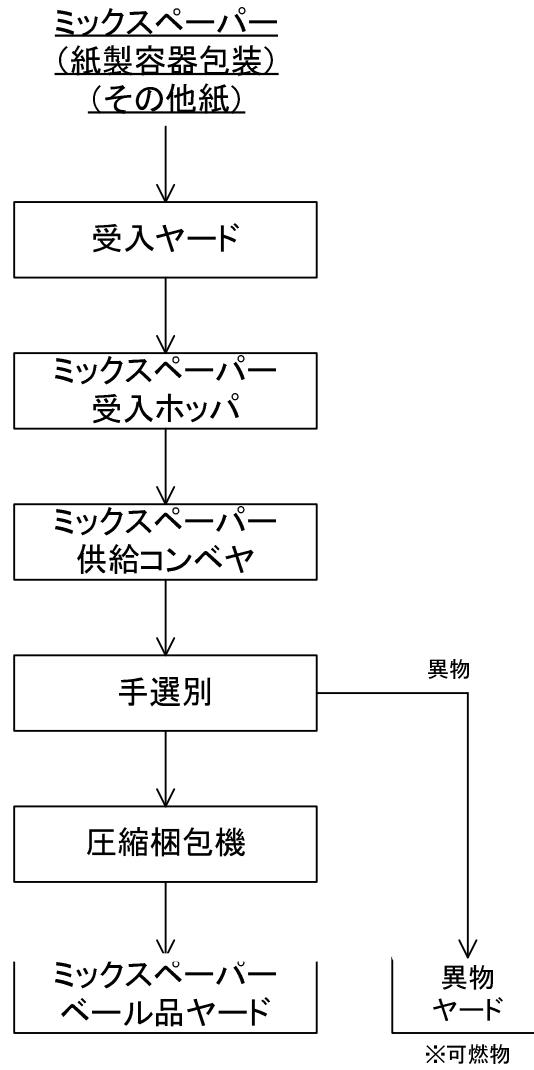 ミックスペーパー
（紙製容器包装）
（その他紙）
受入ヤード
ミックスペーパー
受入ホッパ
ミックスペーパー
供給コンベヤ
手選別
異物
圧縮梱包機
ミックスペーパー
ベール品ヤード
異物
ヤード
※可燃物